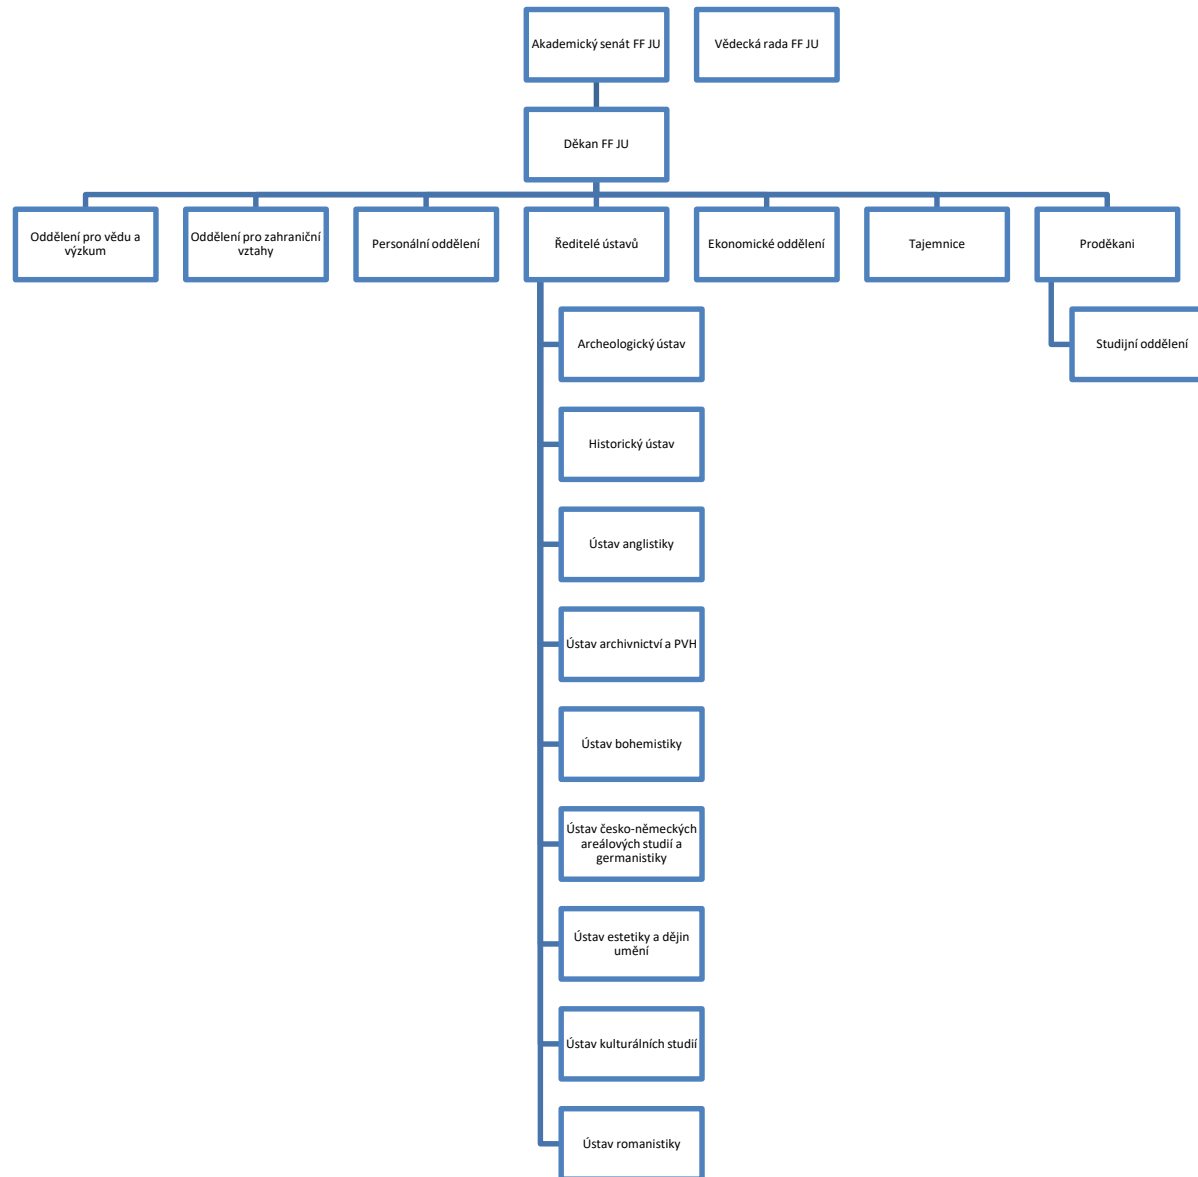 Akademický senát FF JU
Vědecká rada FF JU
Děkan FF JU
Oddělení pro vědu a
výzkum
Oddělení pro zahraniční
vztahy
Personální oddělení
Ředitelé ústavů
Ekonomické oddělení
Tajemnice
Proděkani
Archeologický ústav
Studijní oddělení
Historický ústav
Ústav anglistiky
Ústav archivnictví a PVH
Ústav bohemistiky
Ústav česko-německých
areálových studií a
germanistiky
Ústav estetiky a dějin
umění
Ústav kulturálních studií
Ústav romanistiky